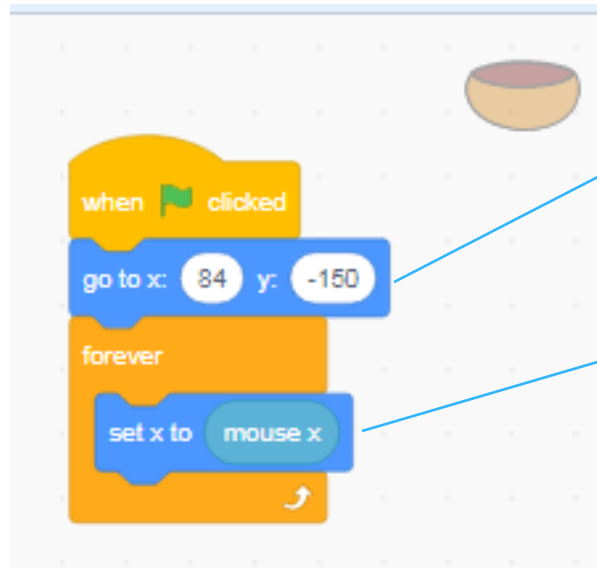 when clicked
go to x: 84 y: -150
forever
set x to mouse x